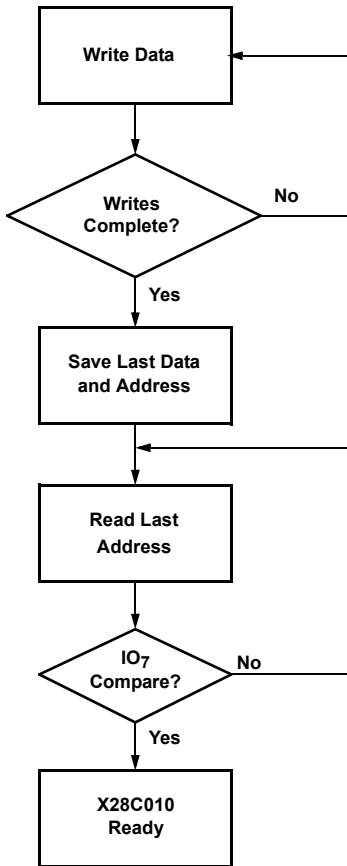 Write Data
Writes
Complete?
No
Yes
Save Last Data
and Address
Read Last
Address
IO7
Compare?
No
Yes
X28C010
Ready